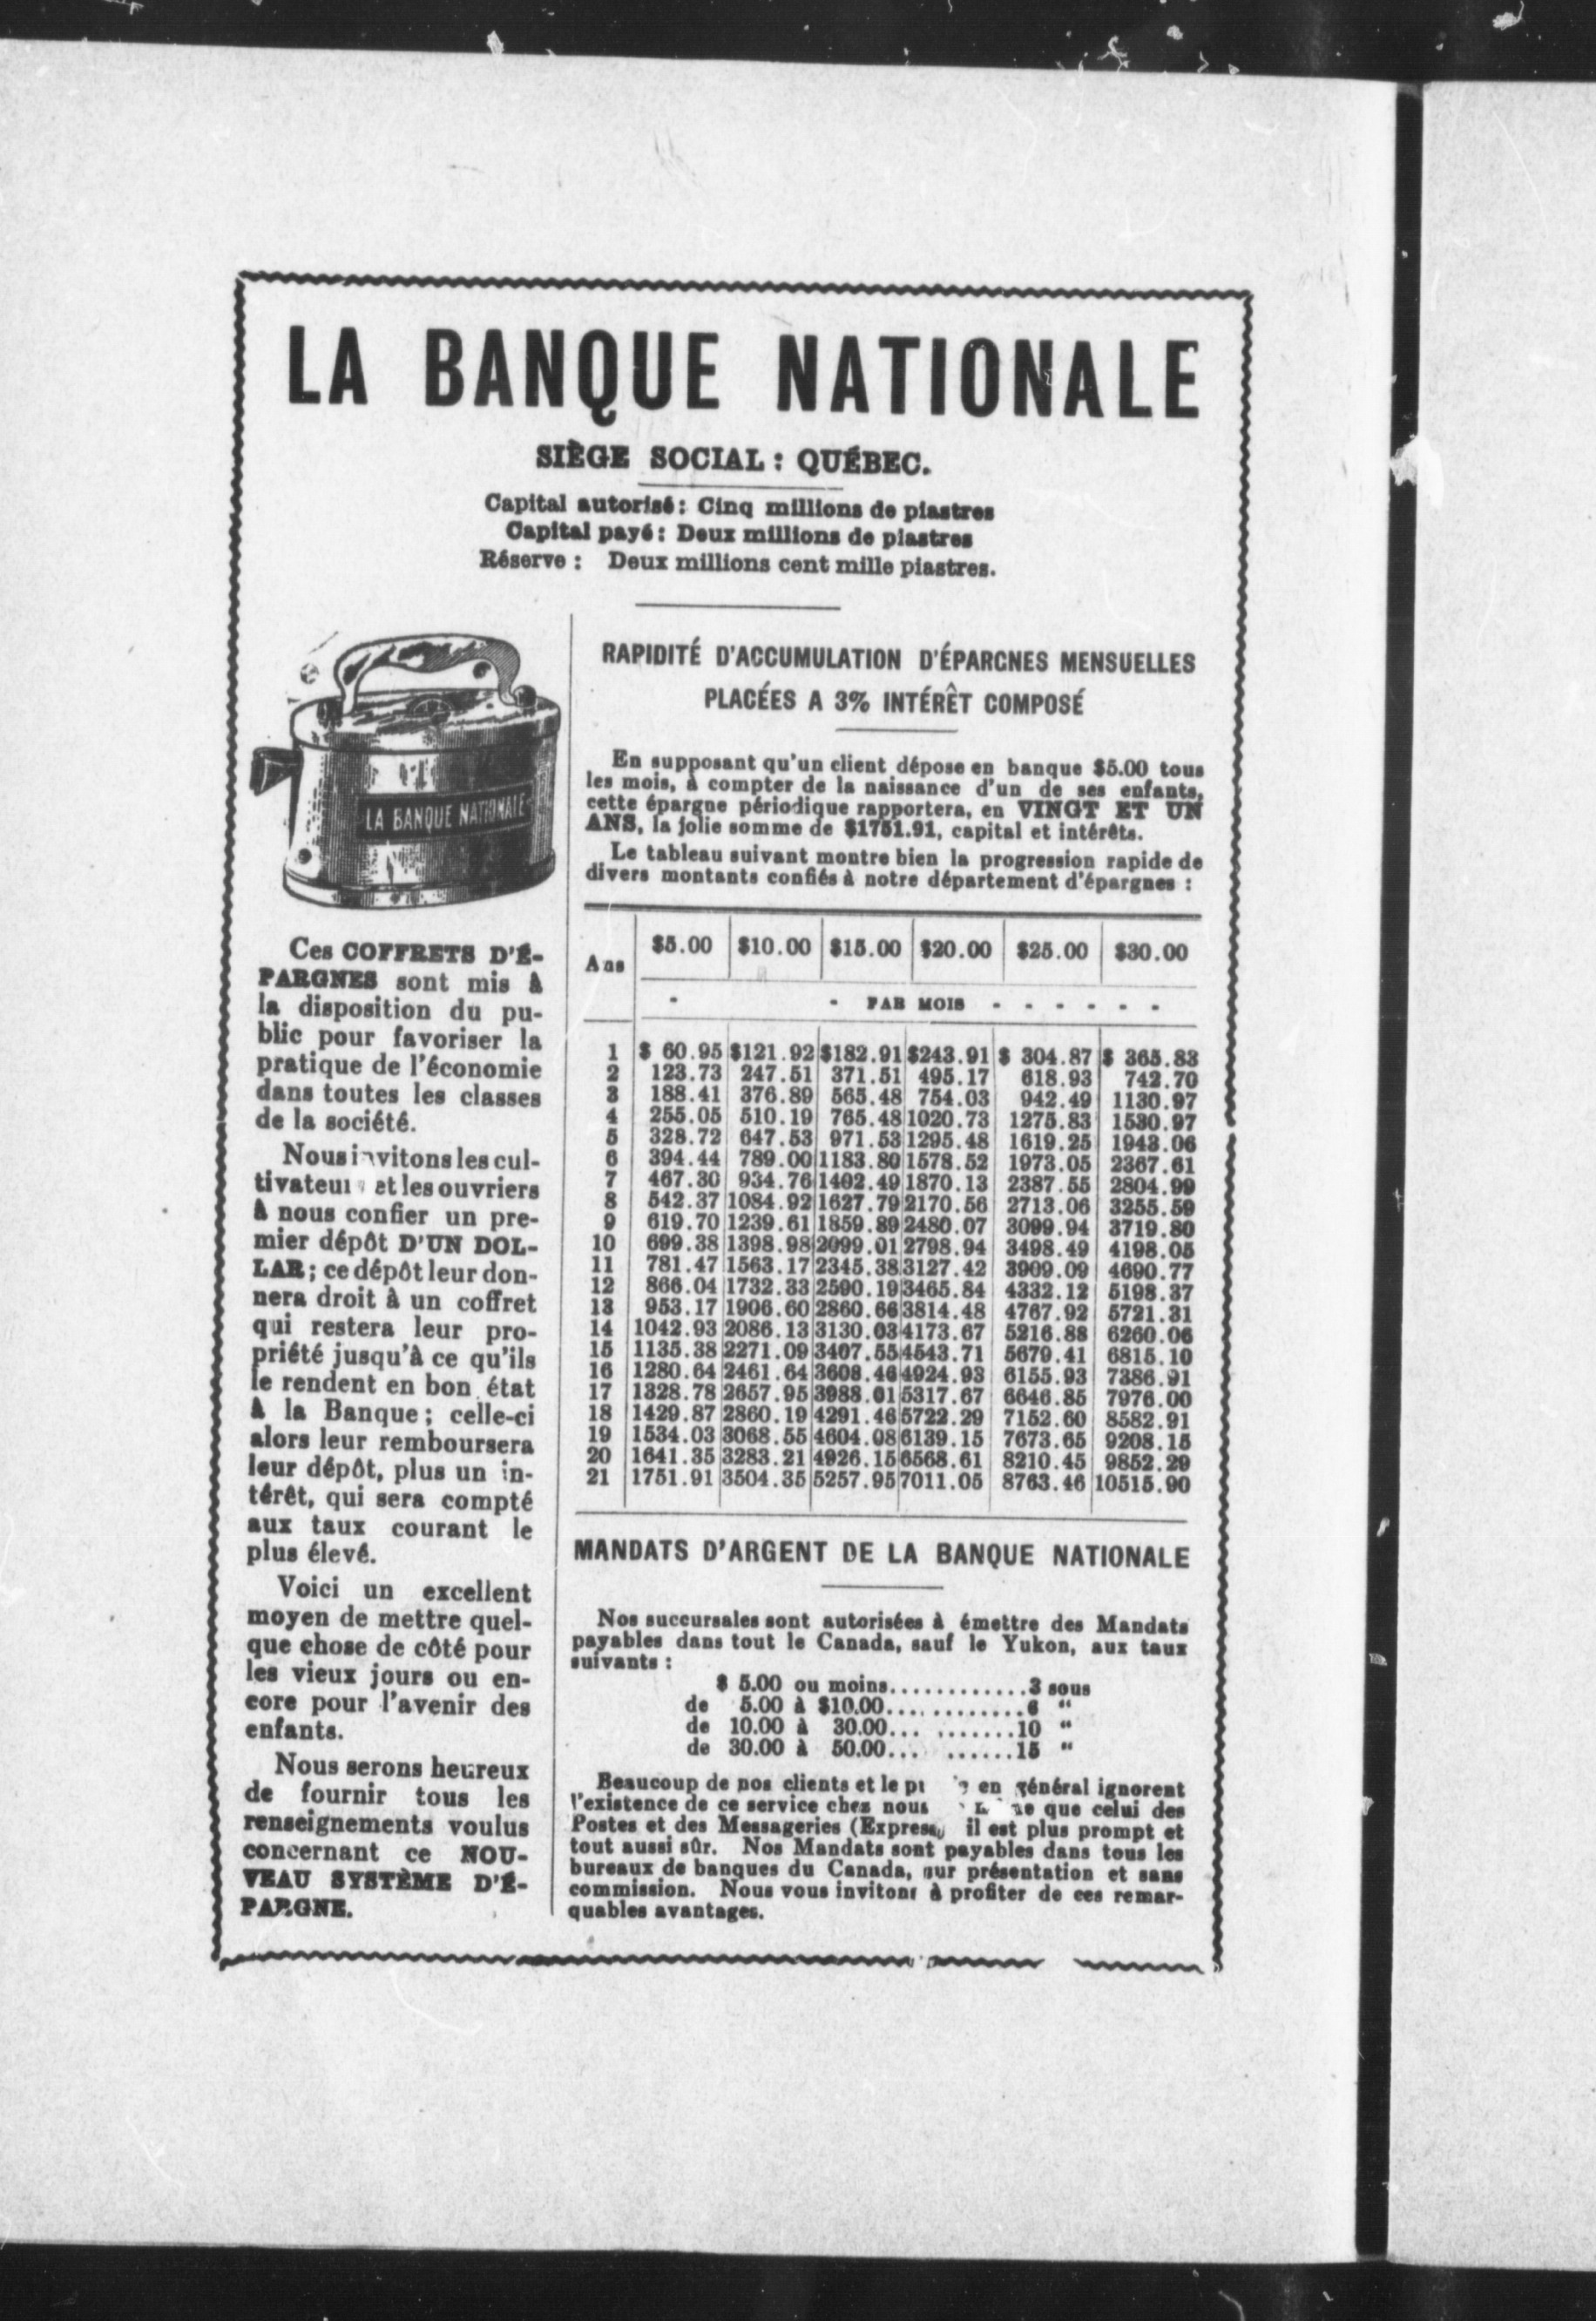 LA BANQUE NATIONALE
SIÈGE SOCIAL : QUÉBEC.
Capital autorisé : Cinq millions de piastres
Capital payé : Deux millions de piastres
Réserve : Deux millions cent mille piastres.
LA BANQUE NATIONALE
Ces COFFRETS D'É-
PARGNES sont mis à
la disposition du pu-
blic pour favoriser la
pratique de l'économie
dans toutes les classes
de la société.
Nous invitons les cul-
tivateur et les ouvriers
à nous confier un pre-
mier dépôt D'UN DOL-
LAR ; ce dépôt leur don-
nera droit à un coffret
qui restera leur pro-
priété jusqu'à ce qu'ils
le rendent en bon état
à la Banque ; celle-ci
alors leur remboursera
leur dépôt, plus un in-
térêt, qui sera compté
aux taux courant le
plus élevé.
Voici un excellent
moyen de mettre quel-
que chose de côté pour
les vieux jours ou en-
core pour l'avenir des
enfants.
Nous serons heureux
de fournir tous les
renseignements voulus
concernant ce NOU-
VEAU SYSTÈME D'É-
PARGNE.
RAPIDITÉ D'ACCUMULATION D'ÉPARGNES MENSUELLES
PLACÉES A 3% INTÉRÊT COMPOSÉ
En supposant qu'un client dépose en banque $5.00 tous
les mois, à compter de la naissance d'un de ses enfants,
cette épargne périodique rapportera, en VINGT ET UN
ANS, la jolie somme de $1751.91, capital et intérêts.
Le tableau suivant montre bien la progression rapide de
divers montants confiés à notre département d'épargnes :
Ans $5.00 $10.00 $15.00 $20.00 $25.00 $30.00
- - PAR MOIS - - - - - -
1 $ 60.95 $121.92 $182.91 $243.91 $ 304.87 $ 365.83
2 123.73 247.51 371.51 495.17 618.93 742.70
3 188.41 376.89 565.48 754.03 942.49 1130.97
4 255.05 510.19 765.48 1020.73 1275.83 1530.97
5 328.72 647.53 971.53 1295.48 1619.25 1943.06
6 394.44 789.00 1183.80 1578.52 1973.05 2367.61
7 467.30 934.76 1402.49 1870.13 2387.55 2804.99
8 542.37 1084.92 1627.79 2170.56 2713.06 3255.59
9 619.70 1239.61 1859.89 2480.07 3099.94 3719.80
10 699.38 1398.98 2099.01 2798.94 3498.49 4198.05
11 781.47 1563.17 2345.38 3127.42 3909.09 4690.77
12 866.04 1732.33 2590.19 3465.84 4332.12 5198.37
13 953.17 1906.60 2860.66 3814.48 4767.92 5721.31
14 1042.93 2086.13 3130.03 4173.67 5216.88 6260.06
15 1135.38 2271.09 3407.55 4543.71 5679.41 6815.10
16 1280.64 2461.64 3608.46 4924.93 6155.93 7386.91
17 1328.78 2657.95 3988.01 5317.67 6646.85 7976.00
18 1429.87 2860.19 4291.46 5722.29 7152.60 8582.91
19 1534.03 3068.55 4604.08 6139.15 7673.65 9208.15
20 1641.35 3283.21 4926.15 6568.61 8210.45 9852.29
21 1751.91 3504.35 5257.95 7011.05 8763.46 10515.90
MANDATS D'ARGENT DE LA BANQUE NATIONALE
Nos succursales sont autorisées à émettre des Mandats
payables dans tout le Canada, sauf le Yukon, aux taux
suivants :
$ 5.00 ou moins............3 sous
de 5.00 à $10.00............6 "
de 10.00 à 30.00... .......10 "
de 30.00 à 50.00... ......15 "
Beaucoup de nos clients et le en général ignorent
l'existence de ce service chez nous que celui des
Postes et des Messageries (Express) il est plus prompt et
tout aussi sûr. Nos Mandats sont payables dans tous les
bureaux de banques du Canada, sur présentation et sans
commission. Nous vous invitons à profiter de ces remar-
quables avantages.